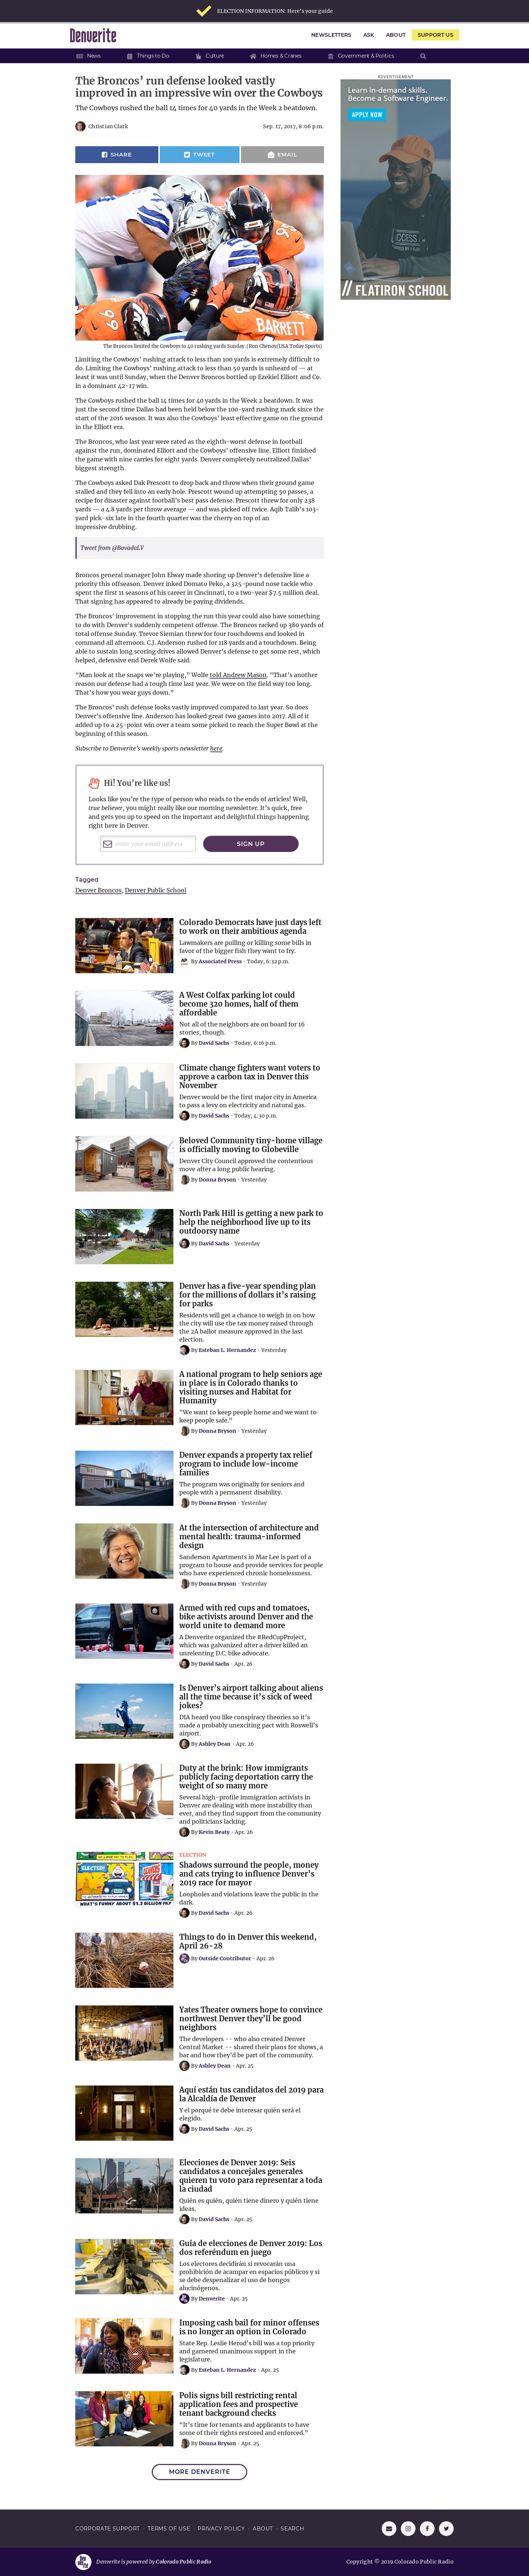 ELECTION INFORMATION: Here's your guide
Denverite
NEWSLETTERS ASK ABOUT SUPPORT US
News Things to Do Culture Homes & Cranes Government & Politics
The Broncos' run defense looked vastly
improved in an impressive win over the Cowboys
The Cowboys rushed the ball 14 times for 40 yards in the Week 2 beatdown.
Christian Clark Sep. 17, 2017, 8:06 p.m.
SHARE TWEET EMAIL
ADVERTISEMENT
Learn in-demand skills.
Become a Software Engineer.
APPLY NOW
// FLATIRON SCHOOL
BARRETT
The Broncos limited the Cowboys to 40 rushing yards Sunday. (Ron Chenoy/USA Today Sports)
Limiting the Cowboys' rushing attack to less than 100 yards is extremely difficult to
do. Limiting the Cowboys' rushing attack to less than 50 yards is unheard of — at
least it was until Sunday, when the Denver Broncos bottled up Ezekiel Elliott and Co.
in a dominant 42-17 win.
The Cowboys rushed the ball 14 times for 40 yards in the Week 2 beatdown. It was
just the second time Dallas had been held below the 100-yard rushing mark since the
start of the 2016 season. It was also the Cowboys' least effective game on the ground
in the Elliott era.
The Broncos, who last year were rated the eighth-worst defense in football
against the run, dominated Elliott and the Cowboys' offensive line. Elliott finished
the game with nine carries for eight yards. Denver completely neutralized Dallas'
biggest strength.
The Cowboys asked Dak Prescott to drop back and throw when their ground game
stalled and they fell into an early hole. Prescott wound up attempting 50 passes, a
recipe for disaster against football's best pass defense. Prescott threw for only 238
yards — a 4.8 yards per throw average — and was picked off twice. Aqib Talib's 103-
yard pick-six late in the fourth quarter was the cherry on top of an
impressive drubbing.
Tweet from @BovadaLV
Broncos general manager John Elway made shoring up Denver's defensive line a
priority this offseason. Denver inked Domato Peko, a 325-pound nose tackle who
spent the first 11 seasons of his career in Cincinnati, to a two-year $7.5 million deal.
That signing has appeared to already be paying dividends.
The Broncos' improvement in stopping the run this year could also have something
to do with Denver's suddenly competent offense. The Broncos racked up 380 yards of
total offense Sunday. Trevor Siemian threw for four touchdowns and looked in
command all afternoon. C.J. Anderson rushed for 118 yards and a touchdown. Being
able to sustain long scoring drives allowed Denver's defense to get some rest, which
helped, defensive end Derek Wolfe said.
"Man look at the snaps we're playing," Wolfe told Andrew Mason. "That's another
reason our defense had a tough time last year. We were on the field way too long.
That's how you wear guys down."
The Broncos' rush defense looks vastly improved compared to last year. So does
Denver's offensive line. Anderson has looked great two games into 2017. All of it
added up to a 25-point win over a team some picked to reach the Super Bowl at the
beginning of this season.
Subscribe to Denverite's weekly sports newsletter here.
Hi! You're like us!
Looks like you're the type of person who reads to the ends of articles! Well,
true believer, you might really like our morning newsletter. It's quick, free
and gets you up to speed on the important and delightful things happening
right here in Denver.
enter your email address SIGN UP
Tagged
Denver Broncos, Denver Public School
Colorado Democrats have just days left
to work on their ambitious agenda
Lawmakers are pulling or killing some bills in
favor of the bigger fish they want to fry.
AP By Associated Press - Today, 6:32 p.m.
A West Colfax parking lot could
become 320 homes, half of them
affordable
Not all of the neighbors are on board for 16
stories, though.
By David Sachs - Today, 6:16 p.m.
Climate change fighters want voters to
approve a carbon tax in Denver this
November
Denver would be the first major city in America
to pass a levy on electricity and natural gas.
By David Sachs - Today, 4:30 p.m.
Beloved Community tiny-home village
is officially moving to Globeville
Denver City Council approved the contentious
move after a long public hearing.
By Donna Bryson - Yesterday
North Park Hill is getting a new park to
help the neighborhood live up to its
outdoorsy name
By David Sachs - Yesterday
Denver has a five-year spending plan
for the millions of dollars it's raising
for parks
Residents will get a chance to weigh in on how
the city will use the tax money raised through
the 2A ballot measure approved in the last
election.
By Esteban L. Hernandez - Yesterday
A national program to help seniors age
in place is in Colorado thanks to
visiting nurses and Habitat for
Humanity
"We want to keep people home and we want to
keep people safe."
By Donna Bryson - Yesterday
Denver expands a property tax relief
program to include low-income
families
The program was originally for seniors and
people with a permanent disability.
By Donna Bryson - Yesterday
At the intersection of architecture and
mental health: trauma-informed
design
Sanderson Apartments in Mar Lee is part of a
program to house and provide services for people
who have experienced chronic homelessness.
By Donna Bryson - Yesterday
Armed with red cups and tomatoes,
bike activists around Denver and the
world unite to demand more
A Denverite organized the #RedCupProject,
which was galvanized after a driver killed an
unrelenting D.C. bike advocate.
By David Sachs - Apr. 26
Is Denver's airport talking about aliens
all the time because it's sick of weed
jokes?
DIA heard you like conspiracy theories so it's
made a probably unexciting pact with Roswell's
airport.
By Ashley Dean - Apr. 26
Duty at the brink: How immigrants
publicly facing deportation carry the
weight of so many more
Several high-profile immigration activists in
Denver are dealing with more instability than
ever, and they find support from the community
and politicians lacking.
By Kevin Beaty - Apr. 26
ELECTED!
WHAT'S FUNNY ABOUT $1.3 BILLION PAY
ELECTION
Shadows surround the people, money
and cats trying to influence Denver's
2019 race for mayor
Loopholes and violations leave the public in the
dark.
By David Sachs - Apr. 26
Things to do in Denver this weekend,
April 26-28
By Outside Contributor - Apr. 26
Yates Theater owners hope to convince
northwest Denver they'll be good
neighbors
The developers -- who also created Denver
Central Market -- shared their plans for shows, a
bar and how they'd be part of the community.
By Ashley Dean - Apr. 25
Aquí están tus candidatos del 2019 para
la Alcaldía de Denver
Y el porqué te debe interesar quién será el
elegido.
By David Sachs - Apr. 25
Elecciones de Denver 2019: Seis
candidatos a concejales generales
quieren tu voto para representar a toda
la ciudad
Quién es quién, quién tiene dinero y quién tiene
ideas.
By David Sachs - Apr. 25
Guía de elecciones de Denver 2019: Los
dos referéndum en juego
Los electores decidirán si revocarán una
prohibición de acampar en espacios públicos y si
se debe despenalizar el uso de hongos
alucinógenos.
By Denverite - Apr. 25
Imposing cash bail for minor offenses
is no longer an option in Colorado
State Rep. Leslie Herod's bill was a top priority
and garnered unanimous support in the
legislature.
By Esteban L. Hernandez - Apr. 25
Polis signs bill restricting rental
application fees and prospective
tenant background checks
"It's time for tenants and applicants to have
some of their rights restored and enforced."
By Donna Bryson - Apr. 25
MORE DENVERITE
CORPORATE SUPPORT · TERMS OF USE · PRIVACY POLICY · ABOUT · SEARCH
Denverite is powered by Colorado Public Radio Copyright © 2019 Colorado Public Radio